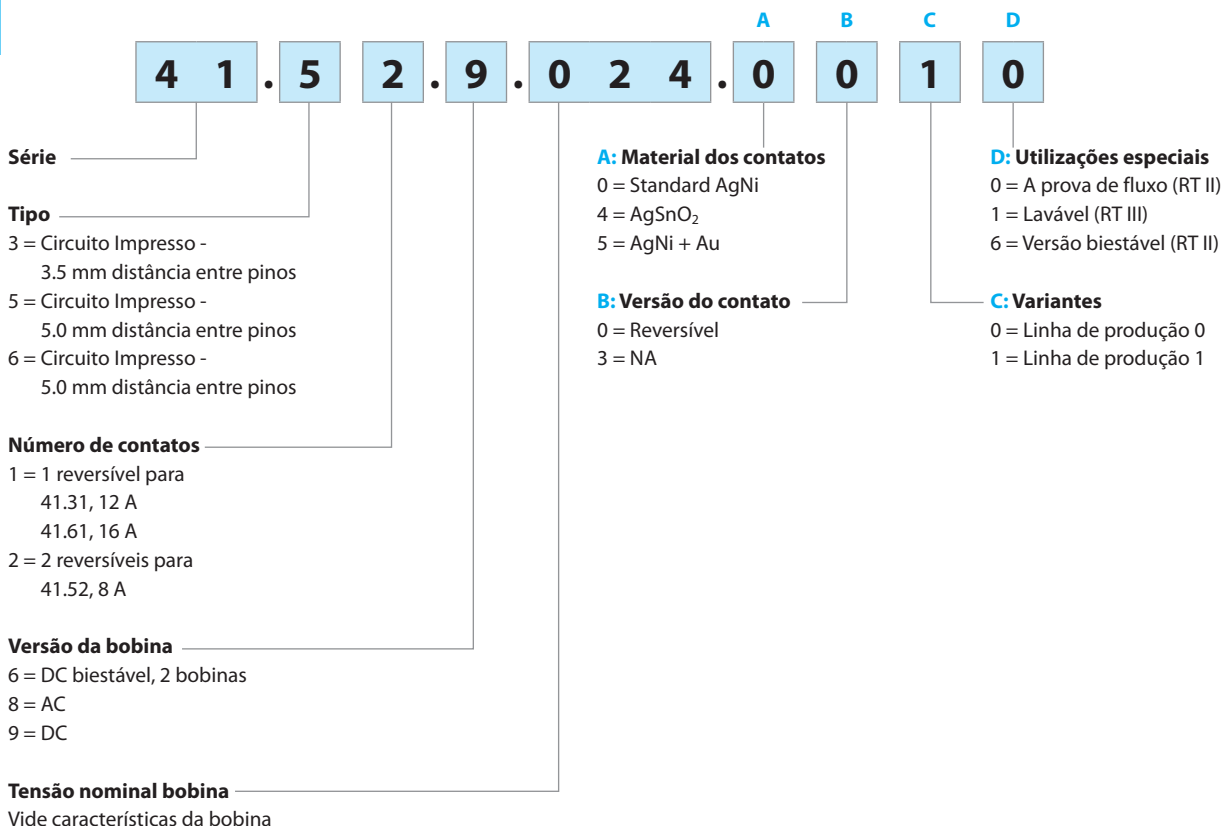 A B C D
4 1 . 5 2 . 9 . 0 2 4 . 0 0 1 0
Série
Tipo
3 = Circuito Impresso -
3.5 mm distância entre pinos
5 = Circuito Impresso -
5.0 mm distância entre pinos
6 = Circuito Impresso -
5.0 mm distância entre pinos
Número de contatos
1 = 1 reversível para
41.31, 12 A
41.61, 16 A
2 = 2 reversíveis para
41.52, 8 A
Versão da bobina
6 = DC biestável, 2 bobinas
8 = AC
9 = DC
Tensão nominal bobina
Vide características da bobina
A: Material dos contatos
0 = Standard AgNi
4 = AgSnO₂
5 = AgNi + Au
B: Versão do contato
0 = Reversível
3 = NA
D: Utilizações especiais
0 = A prova de fluxo (RT II)
1 = Lavável (RT III)
6 = Versão biestável (RT II)
C: Variantes
0 = Linha de produção 0
1 = Linha de produção 1